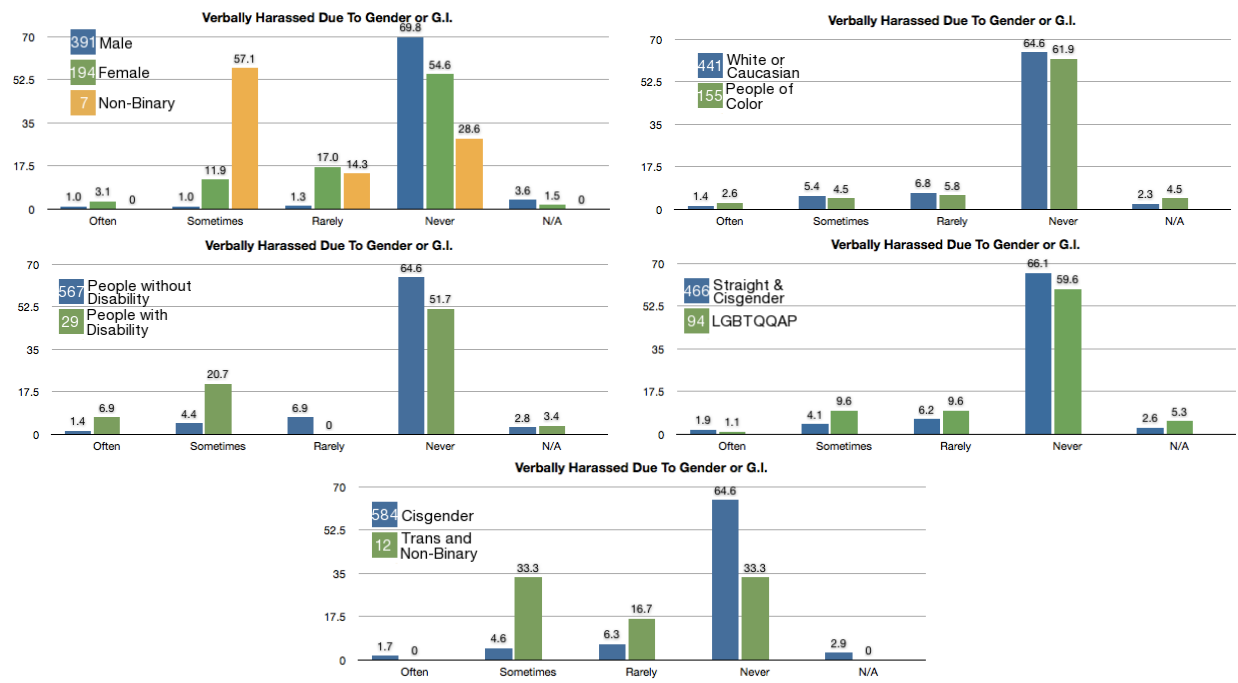 Verbally Harassed Due To Gender or G.I.
70
52.5
35
17.5
0
391 Male
194 Female
7 Non-Binary
1.0
3.1
0
1.0
11.9
57.1
1.3
17.0
14.3
69.8
54.6
28.6
3.6
1.5
0
Often
Sometimes
Rarely
Never
N/A
Verbally Harassed Due To Gender or G.I.
70
52.5
35
17.5
0
441 White or
Caucasian
155 People of
Color
1.4
2.6
5.4
4.5
6.8
5.8
64.6
61.9
2.3
4.5
Often
Sometimes
Rarely
Never
N/A
Verbally Harassed Due To Gender or G.I.
70
52.5
35
17.5
0
567 People without
Disability
29 People with
Disability
1.4
6.9
4.4
20.7
6.9
0
64.6
51.7
2.8
3.4
Often
Sometimes
Rarely
Never
N/A
Verbally Harassed Due To Gender or G.I.
70
52.5
35
17.5
0
466 Straight &
Cisgender
94 LGBTQQAP
1.9
1.1
4.1
9.6
6.2
9.6
66.1
59.6
2.6
5.3
Often
Sometimes
Rarely
Never
N/A
Verbally Harassed Due To Gender or G.I.
70
52.5
35
17.5
0
584 Cisgender
12 Trans and
Non-Binary
1.7
0
4.6
33.3
6.3
16.7
64.6
33.3
2.9
0
Often
Sometimes
Rarely
Never
N/A